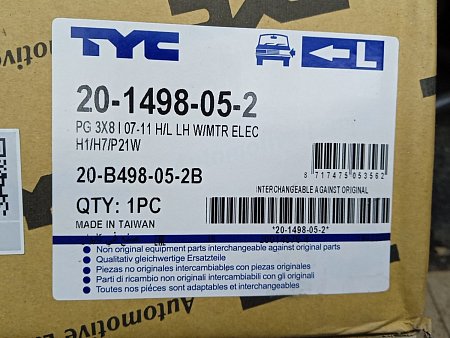 TYC
L
20-1498-05-2
PG 3X8 I 07-11 H/L LH W/MTR ELEC
H1/H7/P21W
8 717475 053562
20-B498-05-2B
INTERCHANGEABLE AGAINST ORIGINAL
QTY: 1PC
MADE IN TAIWAN
*20-1498-05-2*
• Non original equipment parts interchangeable against original parts
• Qualitativ gleichwertige Ersatzteile
• Piezas no originales intercambiables con piezas originales
• Parti di ricambio non originali intercambiabili con gli originali
• Toutes nos piéces sont adaptables et interchangeables
Automotive
Automotive